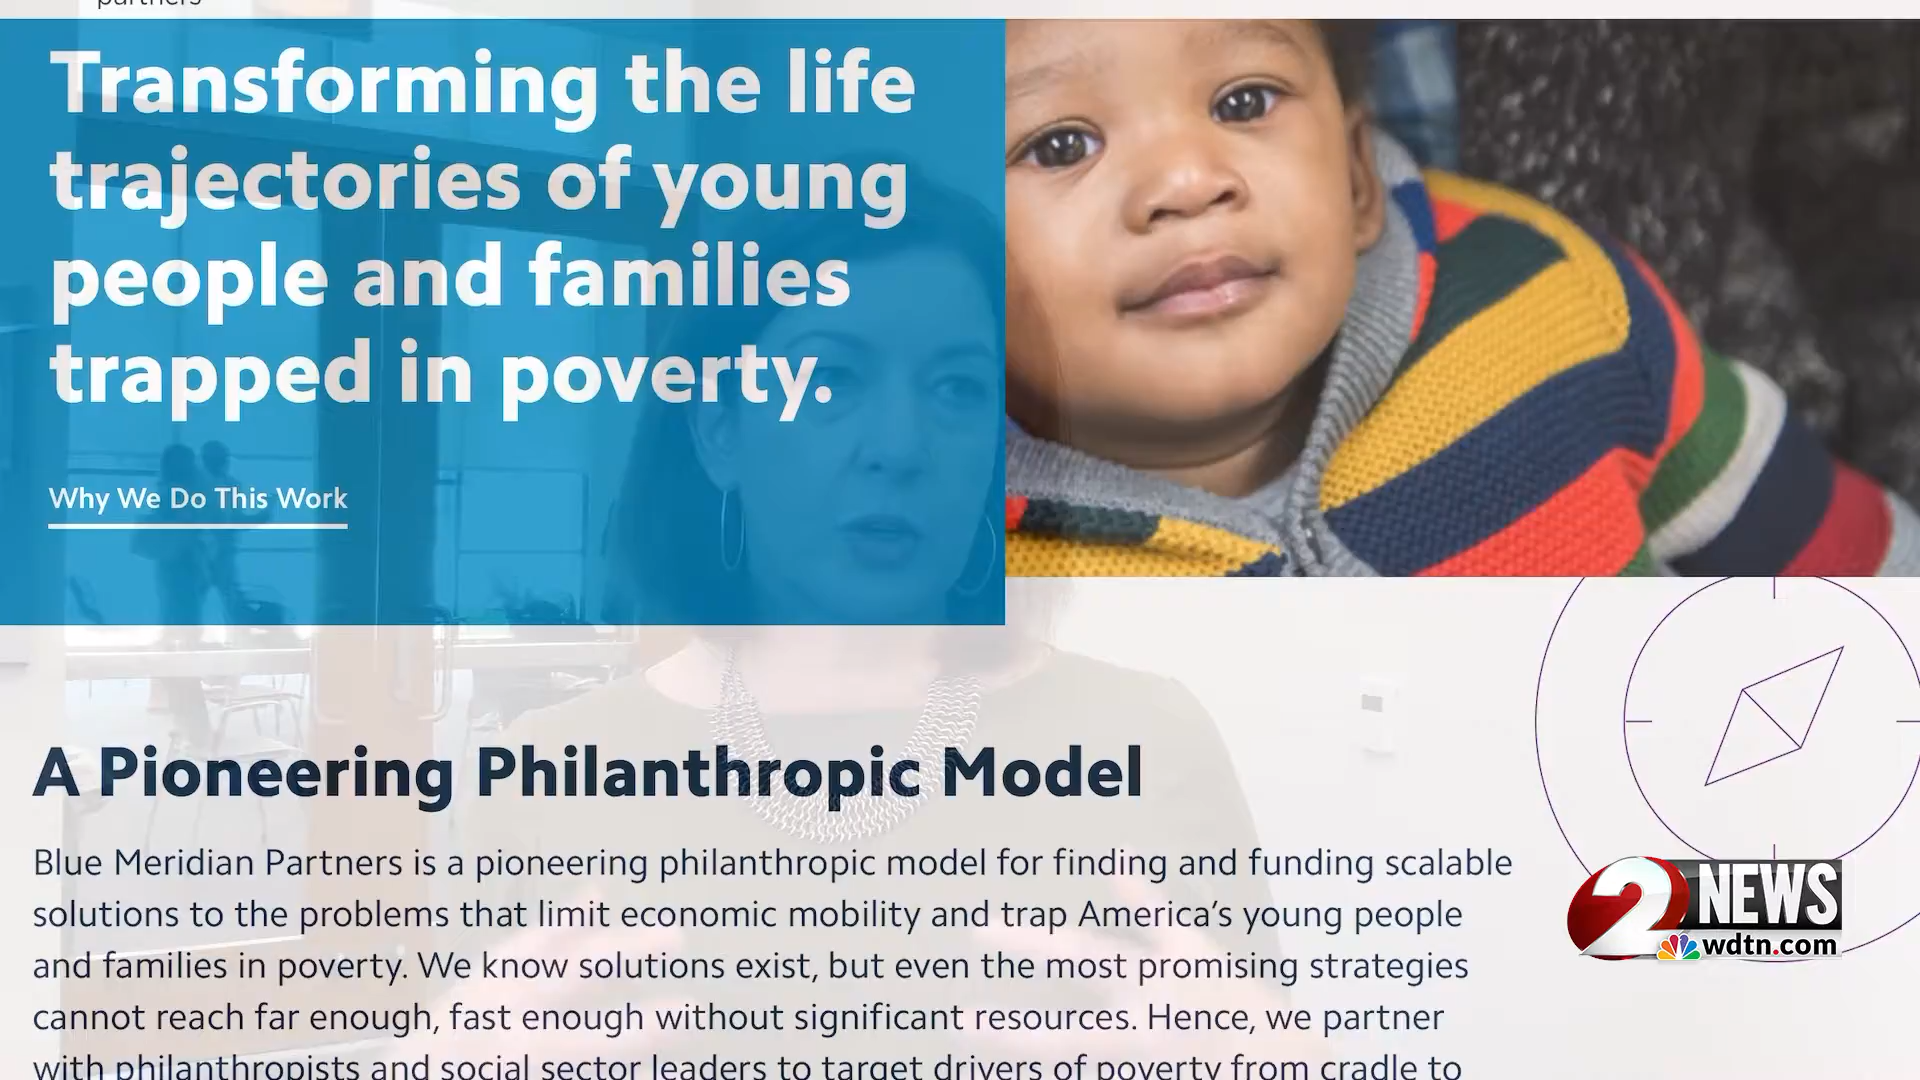 partners
Transforming the life
trajectories of young
people and families
trapped in poverty.
Why We Do This Work
A Pioneering Philanthropic Model
Blue Meridian Partners is a pioneering philanthropic model for finding and funding scalable
solutions to the problems that limit economic mobility and trap America’s young people
and families in poverty. We know solutions exist, but even the most promising strategies
cannot reach far enough, fast enough without significant resources. Hence, we partner
with philanthropists and social sector leaders to target drivers of poverty from cradle to
2 NEWS
wdtn.com